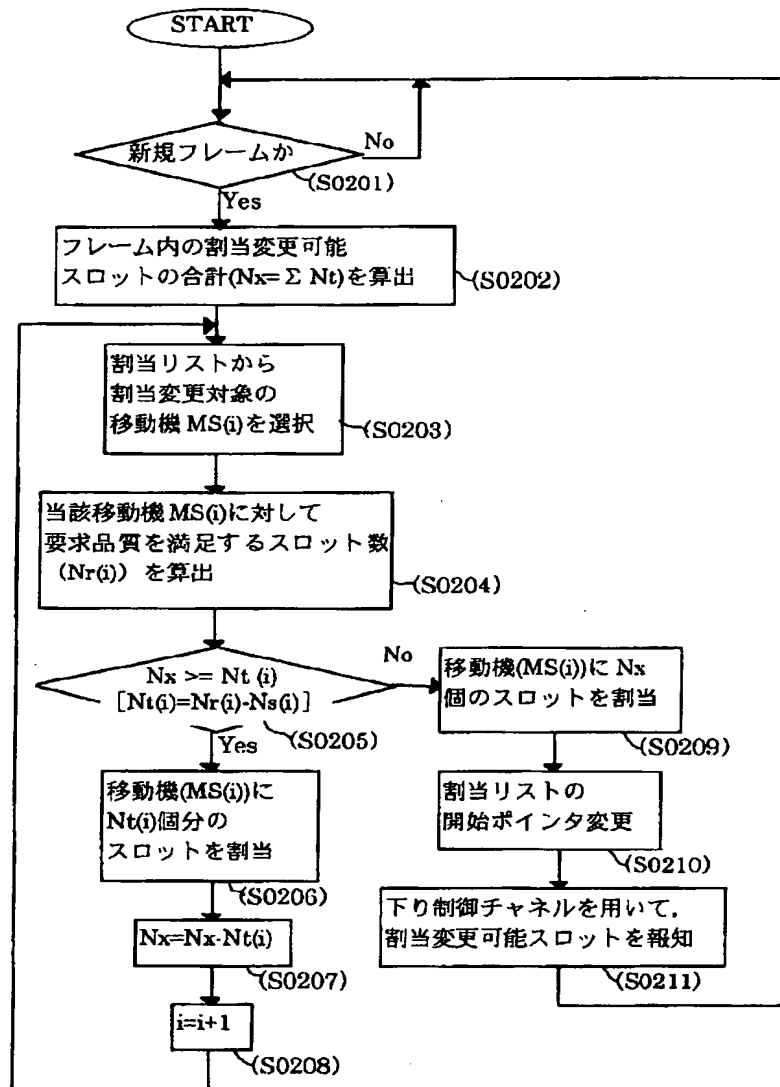 START
新規フレームか
No
(S0201)
Yes
フレーム内の割当変更可能
スロットの合計(Nx=Σ Nt)を算出
(S0202)
割当リストから
割当変更対象の
移動機 MS(i)を選択
(S0203)
当該移動機 MS(i)に対して
要求品質を満足するスロット数
（Nr(i)）を算出
(S0204)
Nx >= Nt (i)
[Nt(i)=Nr(i)-Ns(i)]
No
(S0205)
Yes
移動機(MS(i))に
Nt(i)個分の
スロットを割当
(S0206)
Nx=Nx-Nt(i)
(S0207)
i=i+1
(S0208)
移動機(MS(i))に Nx
個のスロットを割当
(S0209)
割当リストの
開始ポインタ変更
(S0210)
下り制御チャネルを用いて，
割当変更可能スロットを報知
(S0211)